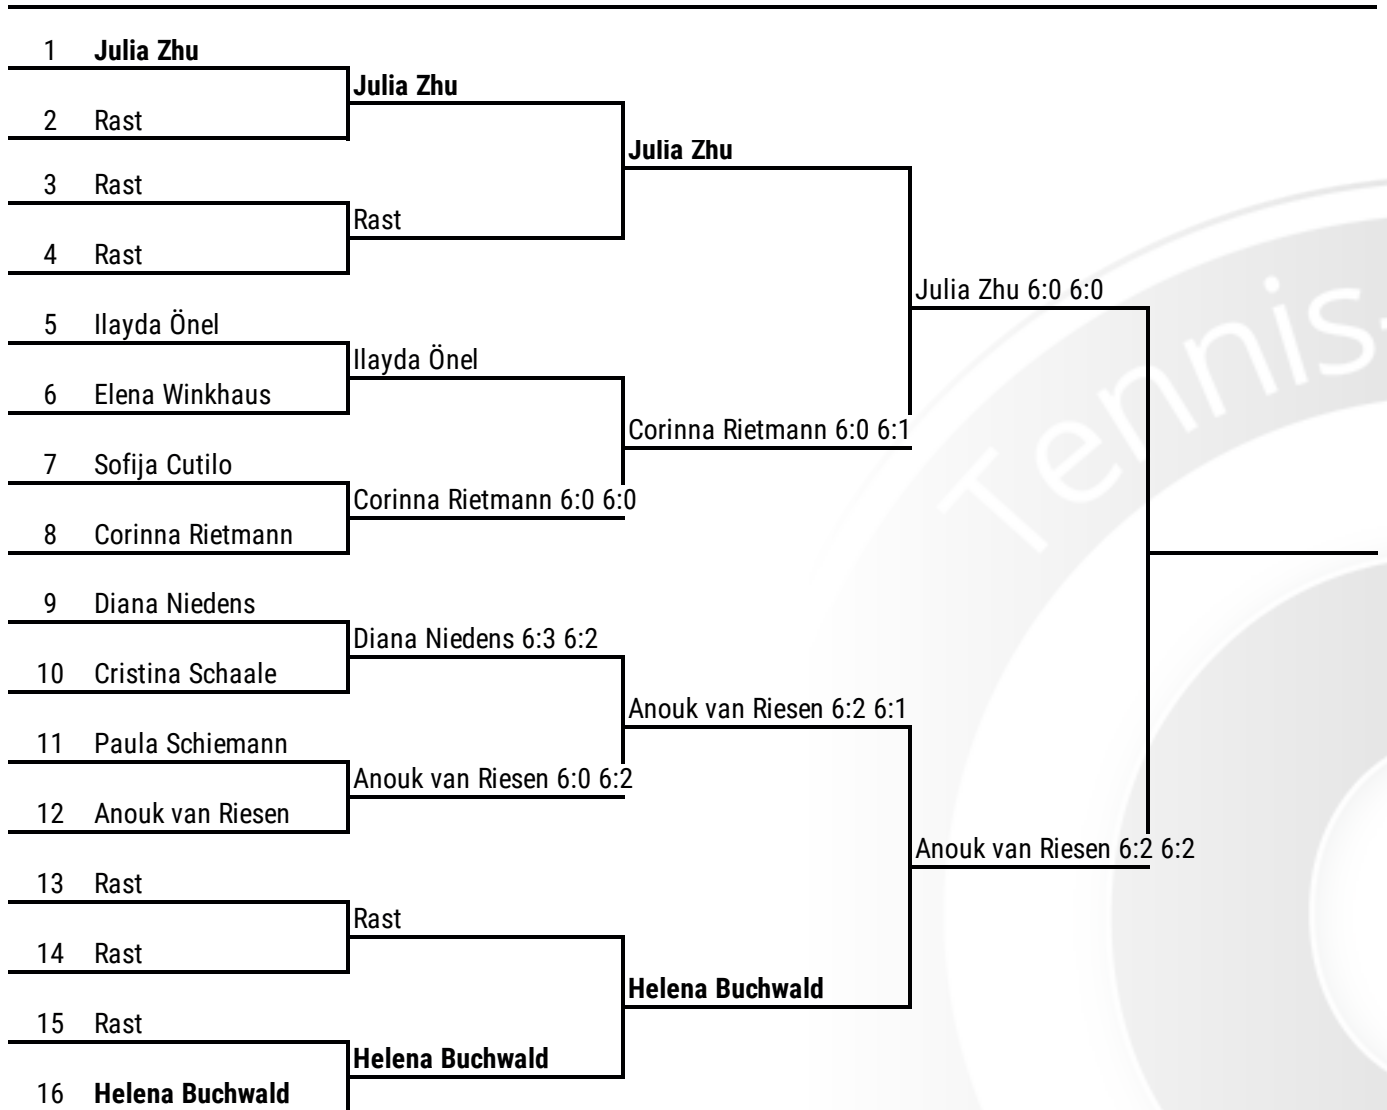 1 Julia Zhu
Julia Zhu
2 Rast
Julia Zhu
3 Rast
Rast
4 Rast
Julia Zhu 6:0 6:0
5 Ilayda Önel
Ilayda Önel
6 Elena Winkhaus
Corinna Rietmann 6:0 6:1
7 Sofija Cutilo
Corinna Rietmann 6:0 6:0
8 Corinna Rietmann
9 Diana Niedens
Diana Niedens 6:3 6:2
10 Cristina Schaale
Anouk van Riesen 6:2 6:1
11 Paula Schiemann
Anouk van Riesen 6:0 6:2
12 Anouk van Riesen
Anouk van Riesen 6:2 6:2
13 Rast
Rast
14 Rast
Helena Buchwald
15 Rast
Helena Buchwald
16 Helena Buchwald
Tennis-